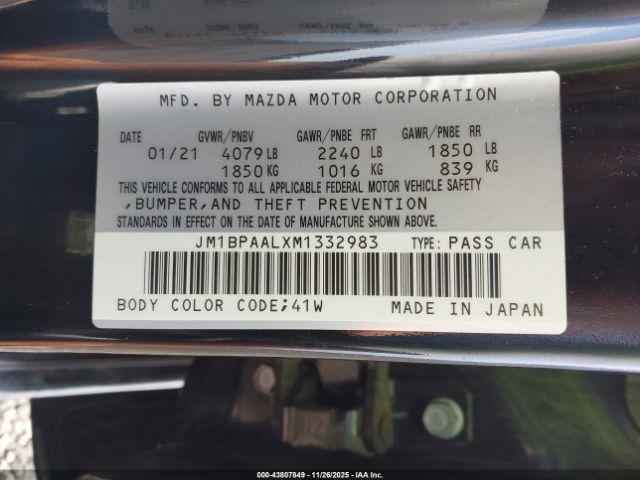 MFD. BY MAZDA MOTOR CORPORATION
DATE GVWR/PNBV GAWR/PNBE FRT GAWR/PNBE RR
01/21 4079 LB 2240 LB 1850 LB
1850 KG 1016 KG 839 KG
THIS VEHICLE CONFORMS TO ALL APPLICABLE FEDERAL MOTOR VEHICLE SAFETY
,BUMPER,AND THEFT PREVENTION
STANDARDS IN EFFECT ON THE DATE OF MANUFACTURE SHOWN ABOVE.
JM1BPAALXM1332983 TYPE: PASS CAR
BODY COLOR CODE;41W MADE IN JAPAN
000-43807849 - 11/26/2025 - IAA Inc.